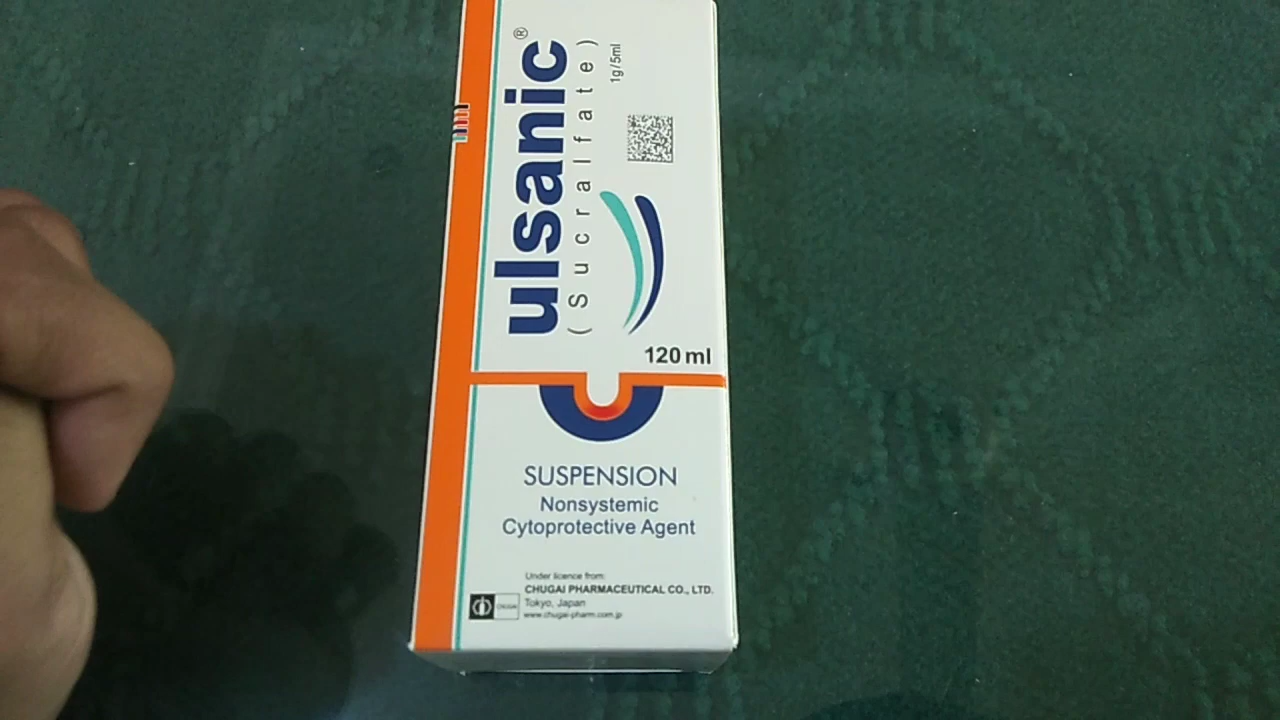 ulsanic®
(Sucralfate)
1g/5ml
120 ml
SUSPENSION
Nonsystemic
Cytoprotective Agent
Under licence from:
CHUGAI PHARMACEUTICAL CO., LTD.
Tokyo, Japan
www.chugai-pharm.com.jp
CHUGAI